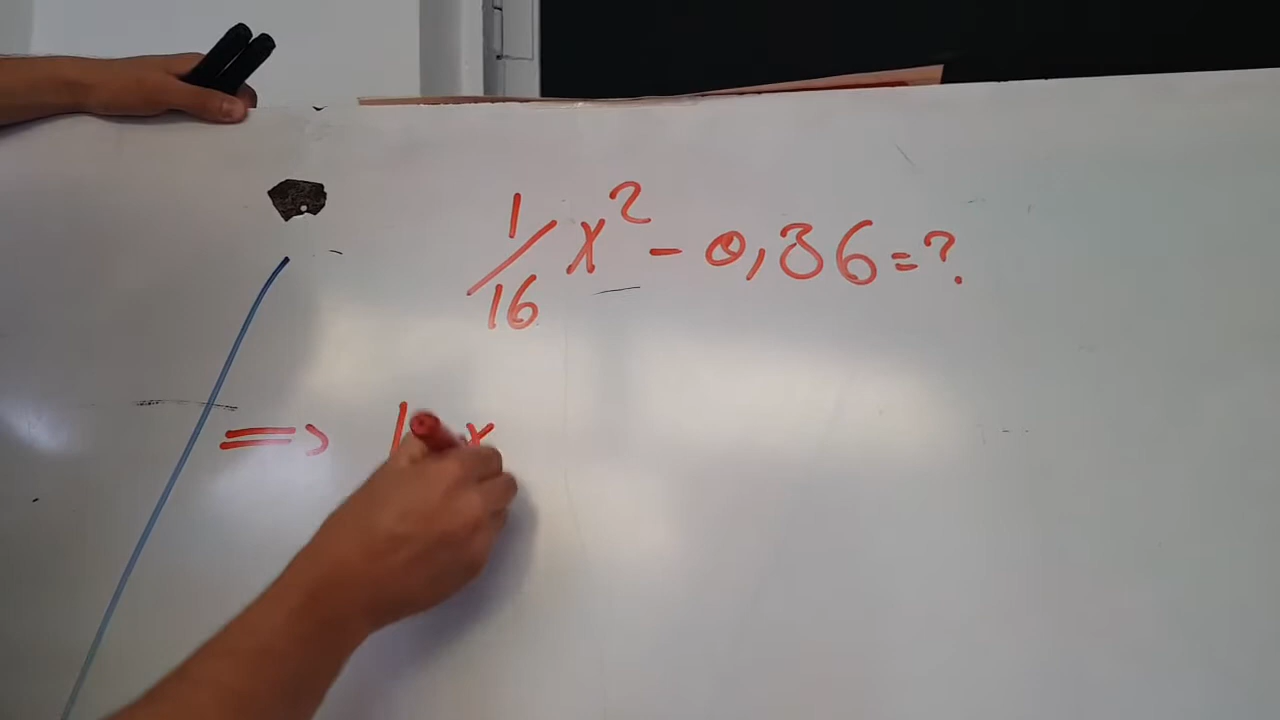 1/16 x² - 0,36 = ?
=> ( x